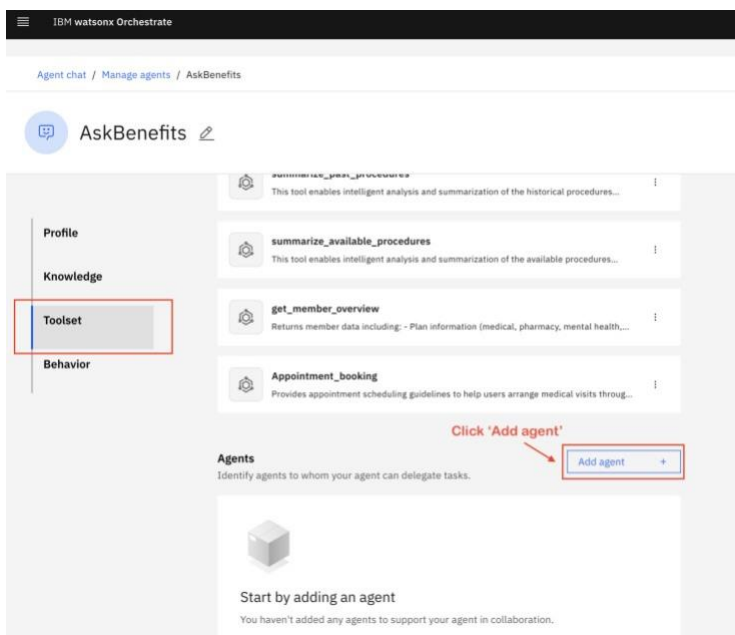 IBM watsonx Orchestrate
Agent chat / Manage agents / AskBenefits
AskBenefits
summarize_past_procedures
This tool enables intelligent analysis and summarization of the historical procedures...
Profile
summarize_available_procedures
This tool enables intelligent analysis and summarization of the available procedures...
Knowledge
get_member_overview
Toolset
Returns member data including: - Plan information (medical, pharmacy, mental health,...
Behavior
Appointment_booking
Provides appointment scheduling guidelines to help users arrange medical visits throug...
Click ‘Add agent’
Agents
Add agent +
Identify agents to whom your agent can delegate tasks.
Start by adding an agent
You haven't added any agents to support your agent in collaboration.